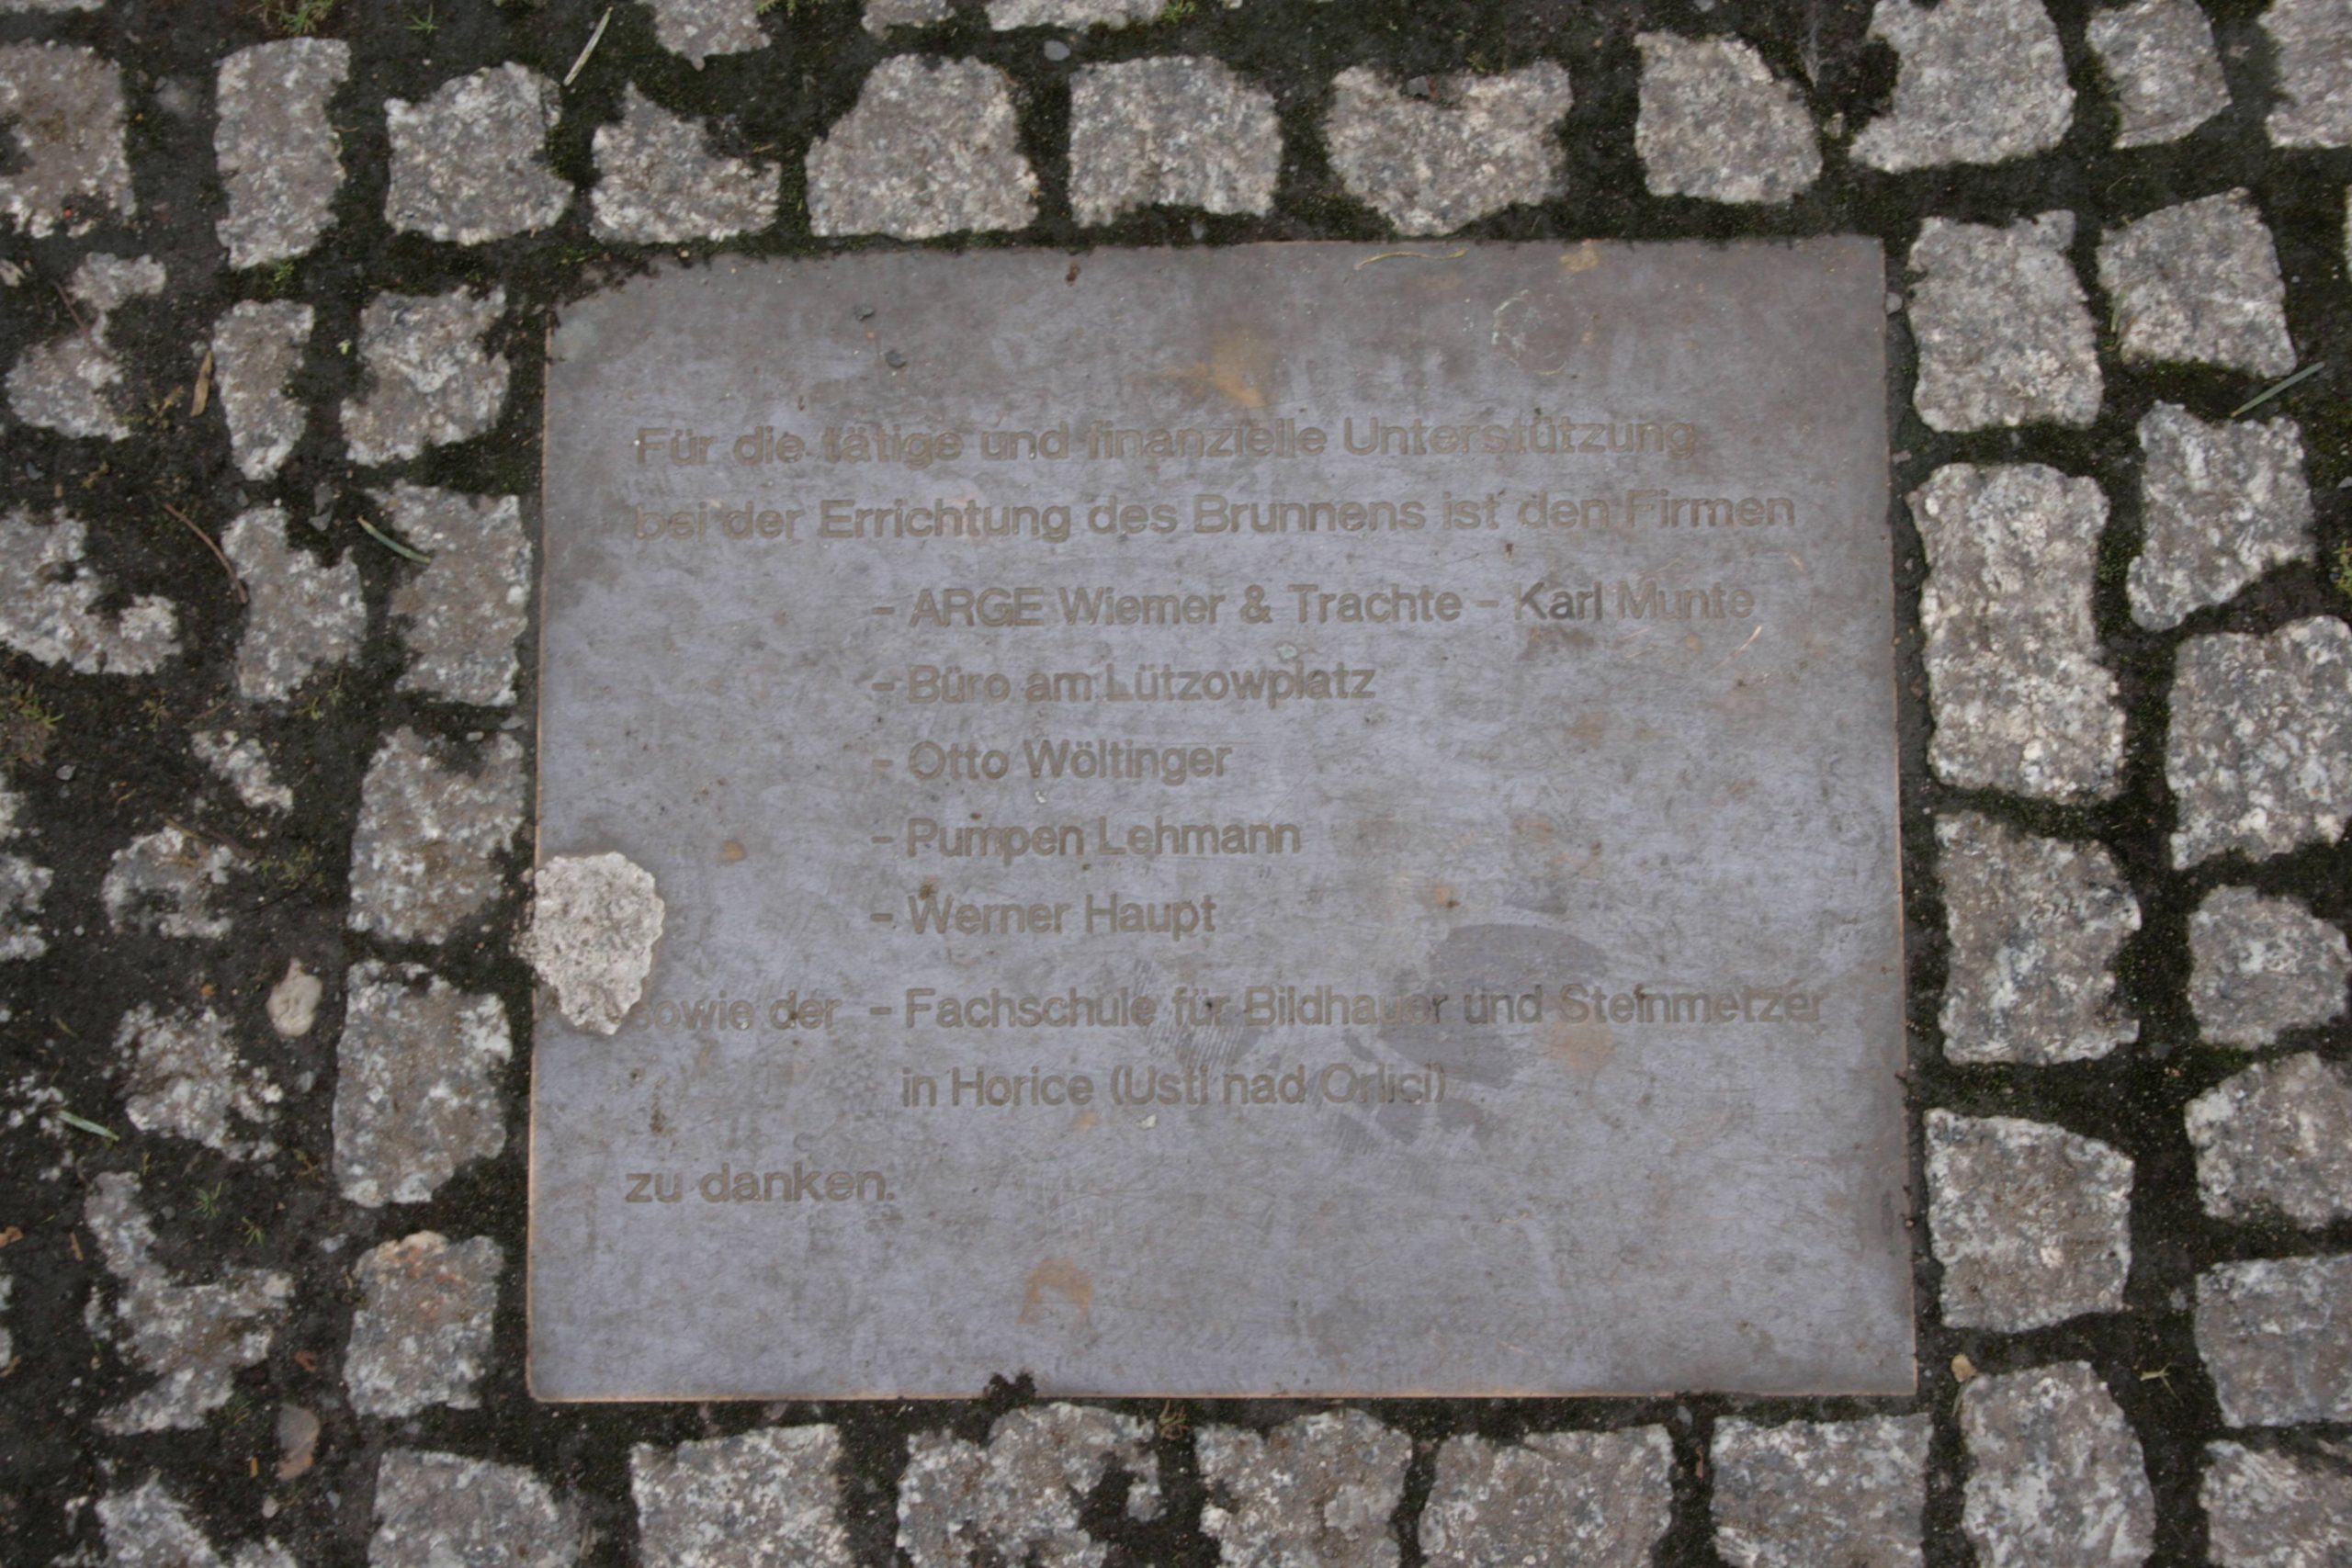 Für die tätige und finanzielle Unterstützung
bei der Errichtung des Brunnens ist den Firmen
- ARGE Wiemer & Trachte - Karl Munte
- Büro am Lützowplatz
- Otto Wöltinger
- Pumpen Lehmann
- Werner Haupt
sowie der - Fachschule für Bildhauer und Steinmetzer
in Horice (Usti nad Orlici)
zu danken.